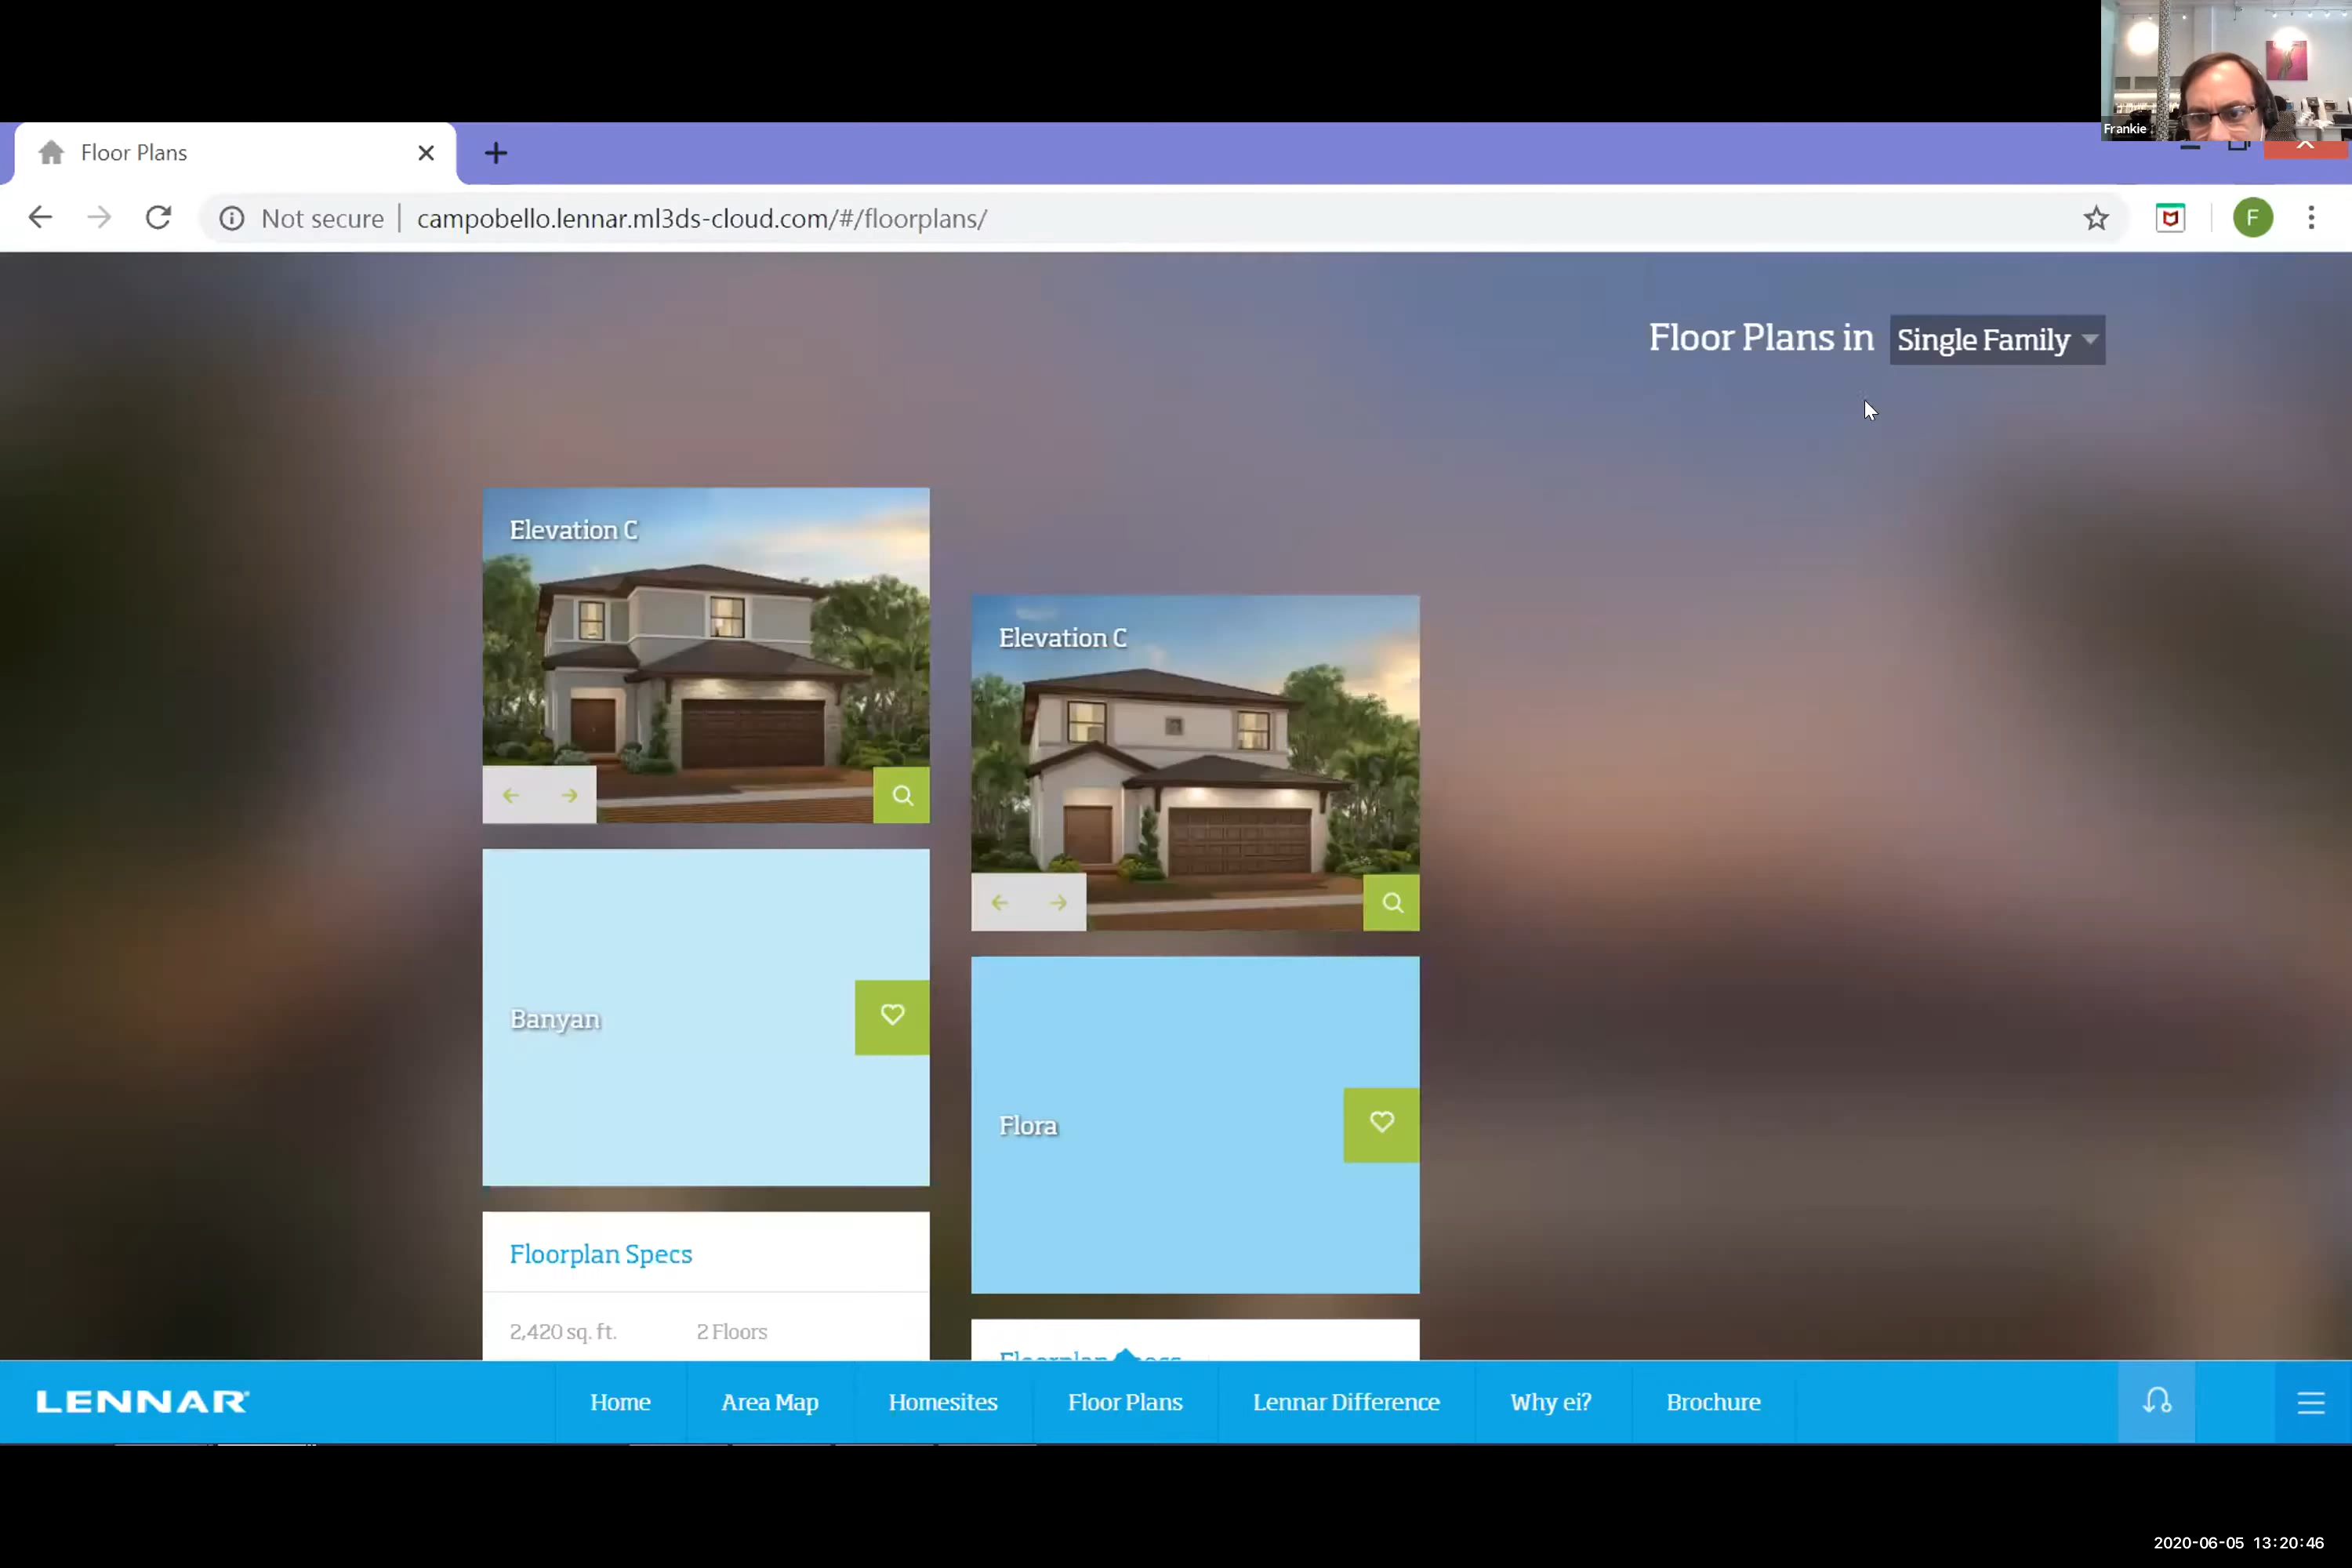 Frankie
Floor Plans
Not secure campobello.lennar.ml3ds-cloud.com/#/floorplans/
F
Floor Plans in Single Family
Elevation C
Elevation C
Banyan
Flora
Floorplan Specs
2,420 sq. ft. 2 Floors
Floorplan Specs
LENNAR
Home Area Map Homesites Floor Plans Lennar Difference Why ei? Brochure
2020-06-05 13:20:46